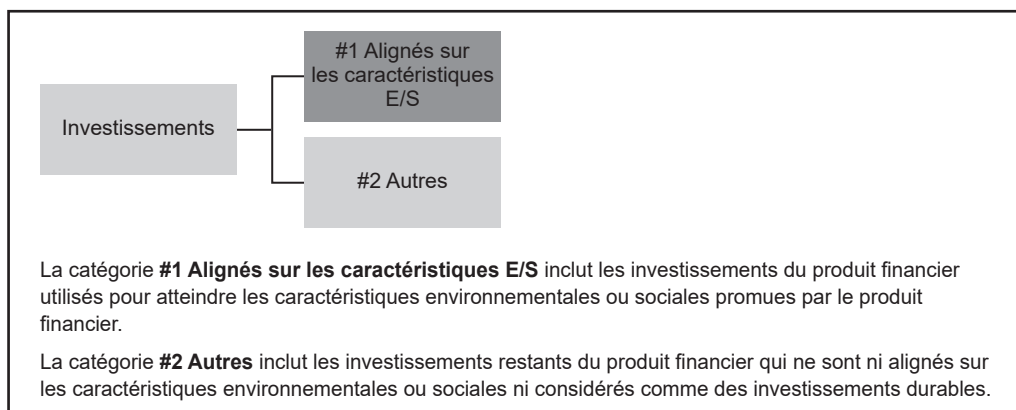 #1 Alignés sur
les caractéristiques
E/S
Investissements
#2 Autres
La catégorie #1 Alignés sur les caractéristiques E/S inclut les investissements du produit financier
utilisés pour atteindre les caractéristiques environnementales ou sociales promues par le produit
financier.
La catégorie #2 Autres inclut les investissements restants du produit financier qui ne sont ni alignés sur
les caractéristiques environnementales ou sociales ni considérés comme des investissements durables.